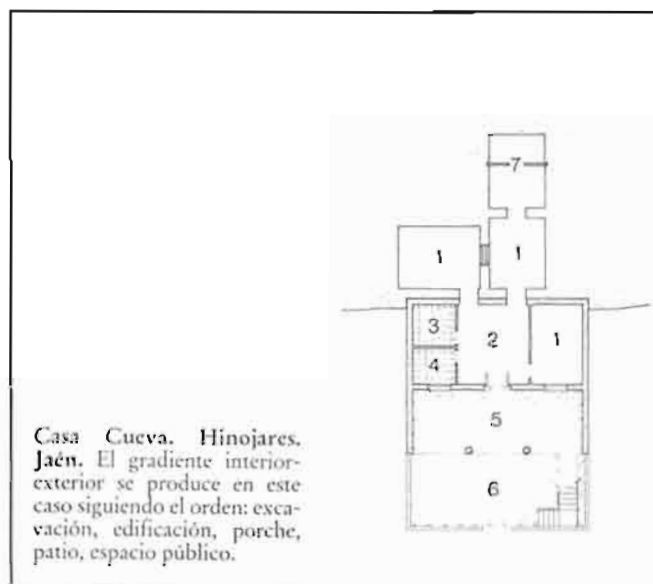 7
1 1
3
2 1
4
5
6
Casa Cueva. Hinojares.
Jaén. El gradiente interior-
exterior se produce en este
caso siguiendo el orden: exca-
vación, edificación, porche,
patio, espacio público.